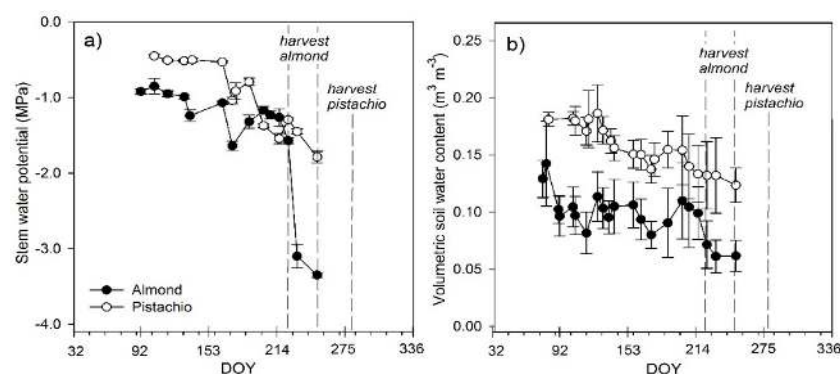 a)
harvest
almond
harvest
pistachio
Stem water potential (MPa)
0.0
-1.0
-2.0
-3.0
-4.0
Almond
Pistachio
32 92 153 214 275 336
DOY
b)
harvest
almond
harvest
pistachio
Volumetric soil water content (m³ m⁻³)
0.25
0.20
0.15
0.10
0.05
0.00
32 92 153 214 275 336
DOY